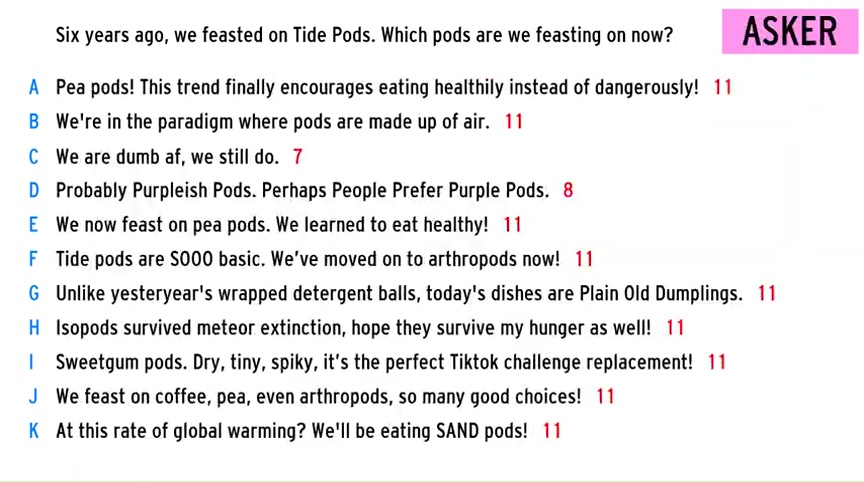 Six years ago, we feasted on Tide Pods. Which pods are we feasting on now?
ASKER
A Pea pods! This trend finally encourages eating healthily instead of dangerously! 11
B We're in the paradigm where pods are made up of air. 11
C We are dumb af, we still do. 7
D Probably Purpleish Pods. Perhaps People Prefer Purple Pods. 8
E We now feast on pea pods. We learned to eat healthy! 11
F Tide pods are SOOO basic. We’ve moved on to arthropods now! 11
G Unlike yesteryear's wrapped detergent balls, today's dishes are Plain Old Dumplings. 11
H Isopods survived meteor extinction, hope they survive my hunger as well! 11
I Sweetgum pods. Dry, tiny, spiky, it’s the perfect Tiktok challenge replacement! 11
J We feast on coffee, pea, even arthropods, so many good choices! 11
K At this rate of global warming? We'll be eating SAND pods! 11